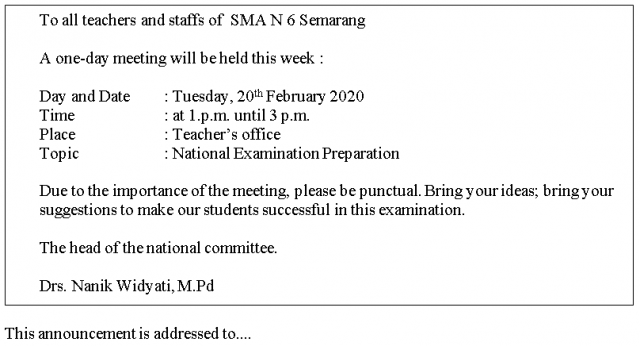 To all teachers and staffs of SMA N 6 Semarang
A one-day meeting will be held this week :
Day and Date : Tuesday, 20th February 2020
Time : at 1.p.m. until 3 p.m.
Place : Teacher's office
Topic : National Examination Preparation
Due to the importance of the meeting, please be punctual. Bring your ideas; bring your
suggestions to make our students successful in this examination.
The head of the national committee.
Drs. Nanik Widyati, M.Pd
This announcement is addressed to....